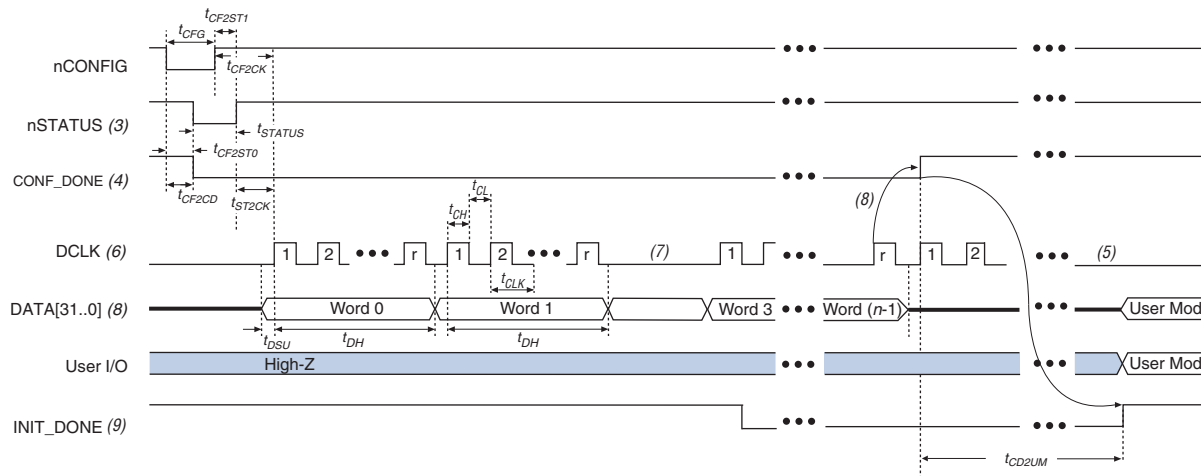 tCF2ST1
tCFG
nCONFIG
tCF2CK
nSTATUS (3)
tSTATUS
tCF2ST0
CONF_DONE (4)
tCF2CD
tST2CK
tCL
tCH
(8)
DCLK (6)
1 2 r 1 2 r (7) 1 r 1 2 (5)
tCLK
DATA[31..0] (8)
Word 0 Word 1 Word 3 Word (n-1) User Mod
tDSU
tDH
tDH
User I/O
High-Z
User Mod
INIT_DONE (9)
tCD2UM